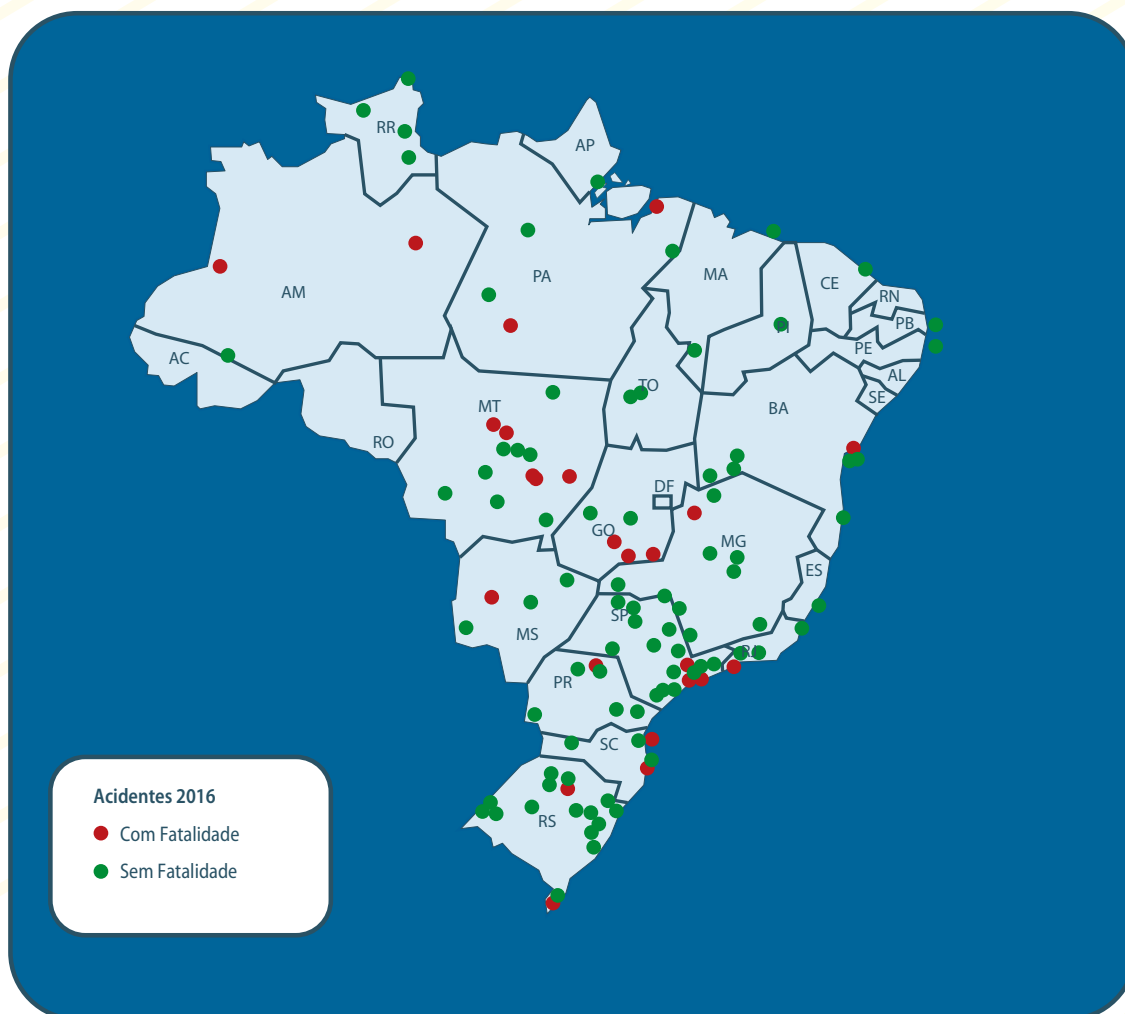 RR
AP
AM
PA
MA
CE
RN
PB
PI
PE
AC
AL
TO
SE
MT
BA
RO
DF
GO
MG
ES
SP
MS
RJ
PR
SC
RS
Acidentes 2016
Com Fatalidade
Sem Fatalidade